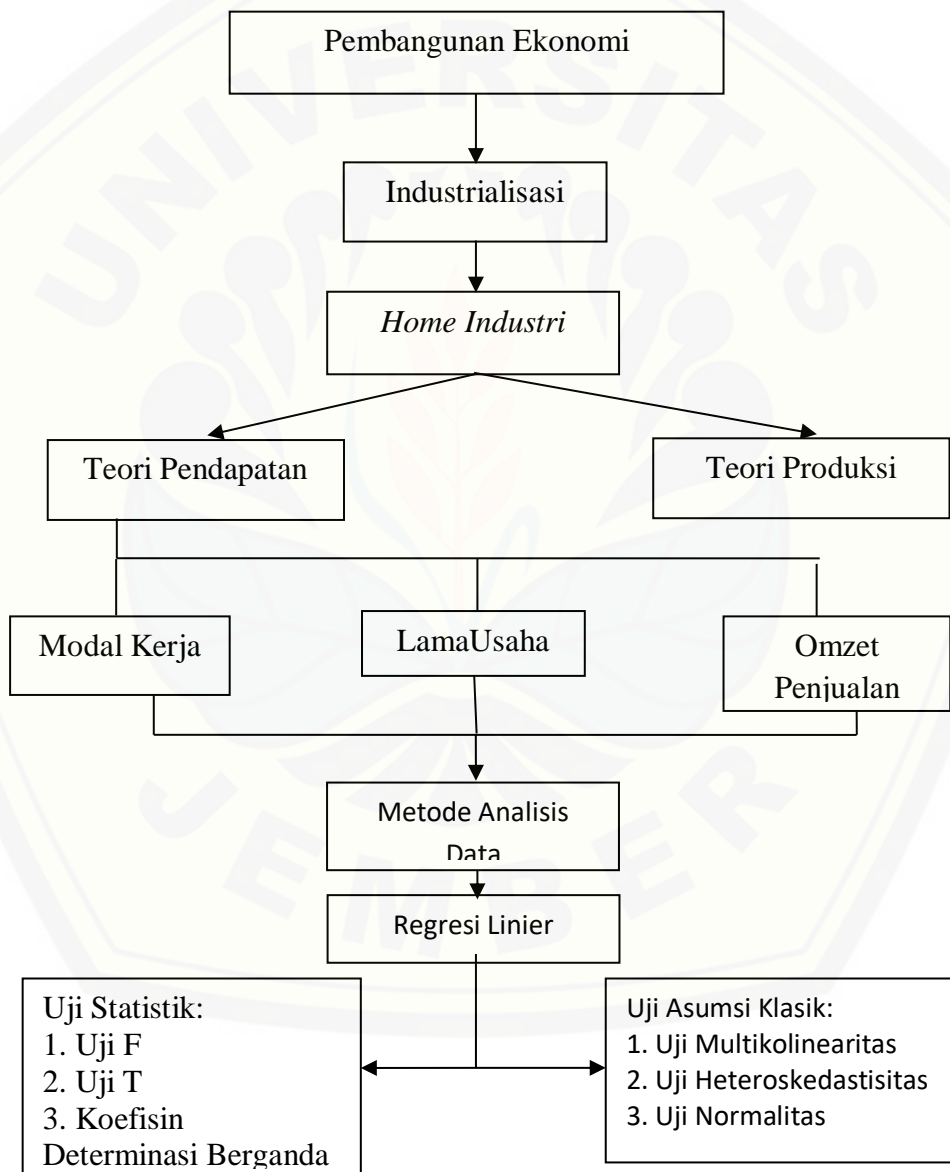 Pembangunan Ekonomi
Industrialisasi
Home Industri
Teori Pendapatan
Teori Produksi
Modal Kerja
LamaUsaha
Omzet
Penjualan
Metode Analisis
Data
Regresi Linier
Uji Statistik:
1. Uji F
2. Uji T
3. Koefisin
Determinasi Berganda
Uji Asumsi Klasik:
1. Uji Multikolinearitas
2. Uji Heteroskedastisitas
3. Uji Normalitas
UNIVERSITAS
JEMBER